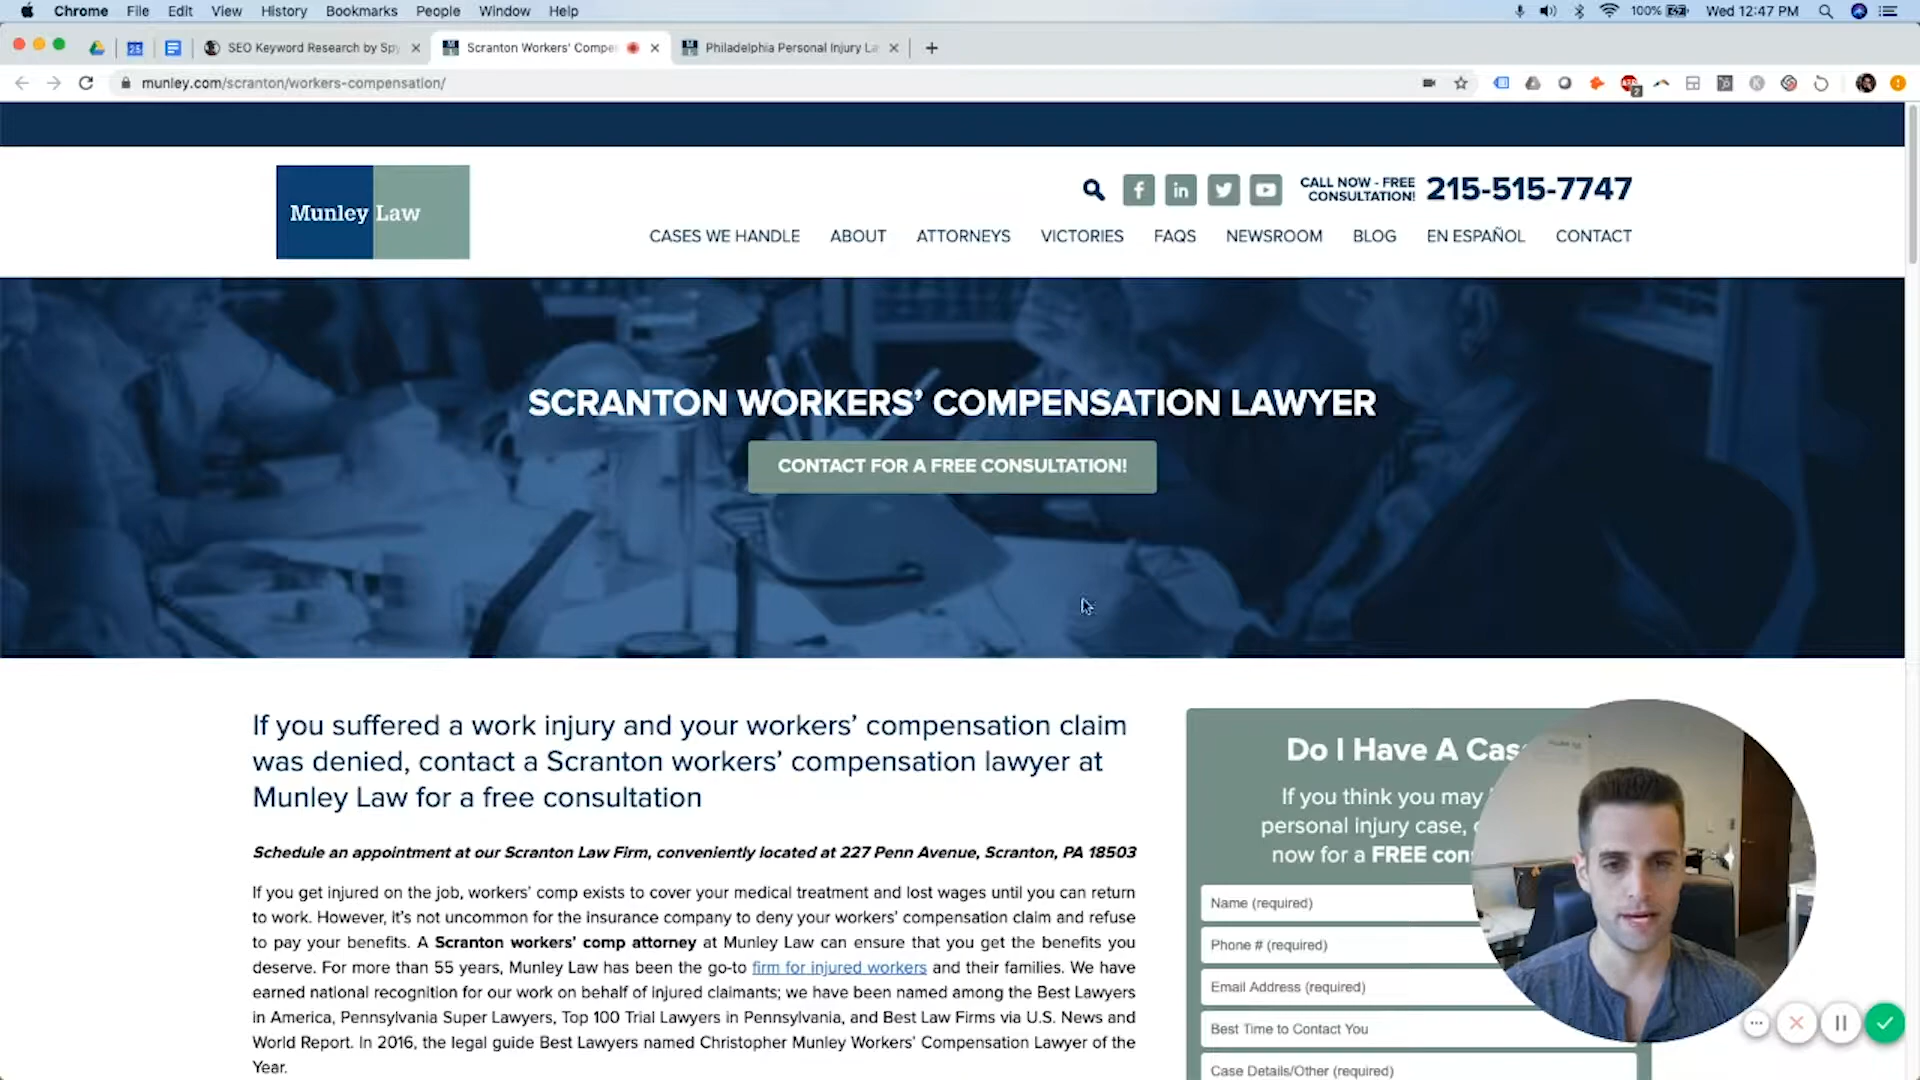 Chrome File Edit View History Bookmarks People Window Help 100% Wed 12:47 PM
SEO Keyword Research by Spy Scranton Workers' Compe Philadelphia Personal Injury La
munley.com/scranton/workers-compensation/
Munley Law
CALL NOW - FREE
CONSULTATION!
215-515-7747
CASES WE HANDLE ABOUT ATTORNEYS VICTORIES FAQS NEWSROOM BLOG EN ESPAÑOL CONTACT
SCRANTON WORKERS’ COMPENSATION LAWYER
CONTACT FOR A FREE CONSULTATION!
If you suffered a work injury and your workers’ compensation claim
was denied, contact a Scranton workers’ compensation lawyer at
Munley Law for a free consultation
Schedule an appointment at our Scranton Law Firm, conveniently located at 227 Penn Avenue, Scranton, PA 18503
If you get injured on the job, workers’ comp exists to cover your medical treatment and lost wages until you can return
to work. However, it’s not uncommon for the insurance company to deny your workers’ compensation claim and refuse
to pay your benefits. A Scranton workers’ comp attorney at Munley Law can ensure that you get the benefits you
deserve. For more than 55 years, Munley Law has been the go-to firm for injured workers and their families. We have
earned national recognition for our work on behalf of injured claimants; we have been named among the Best Lawyers
in America, Pennsylvania Super Lawyers, Top 100 Trial Lawyers in Pennsylvania, and Best Law Firms via U.S. News and
World Report. In 2016, the legal guide Best Lawyers named Christopher Munley Workers’ Compensation Lawyer of the
Year.
Do I Have A Cas
If you think you may
personal injury case,
now for a FREE con
Name (required)
Phone # (required)
Email Address (required)
Best Time to Contact You
Case Details/Other (required)